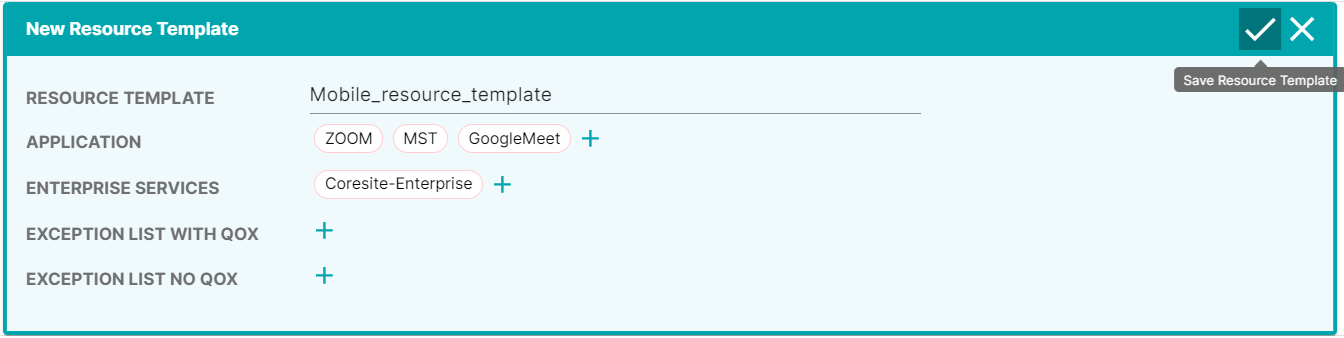 New Resource Template
Save Resource Template
RESOURCE TEMPLATE Mobile_resource_template
APPLICATION ZOOM MST GoogleMeet +
ENTERPRISE SERVICES Coresite-Enterprise +
EXCEPTION LIST WITH QOX +
EXCEPTION LIST NO QOX +